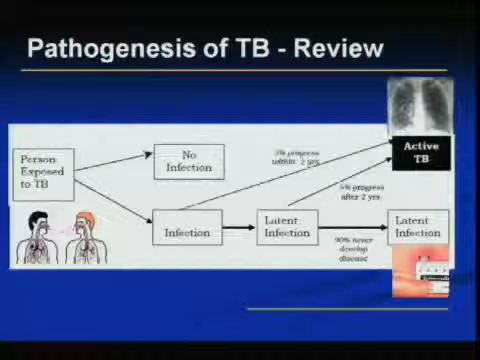 Pathogenesis of TB - Review
Person
Exposed
to TB
No
Infection
5% progress
within 2 yrs
Active
TB
5% progress
after 2 yrs
Infection
Latent
Infection
90% never
develop
disease
Latent
Infection